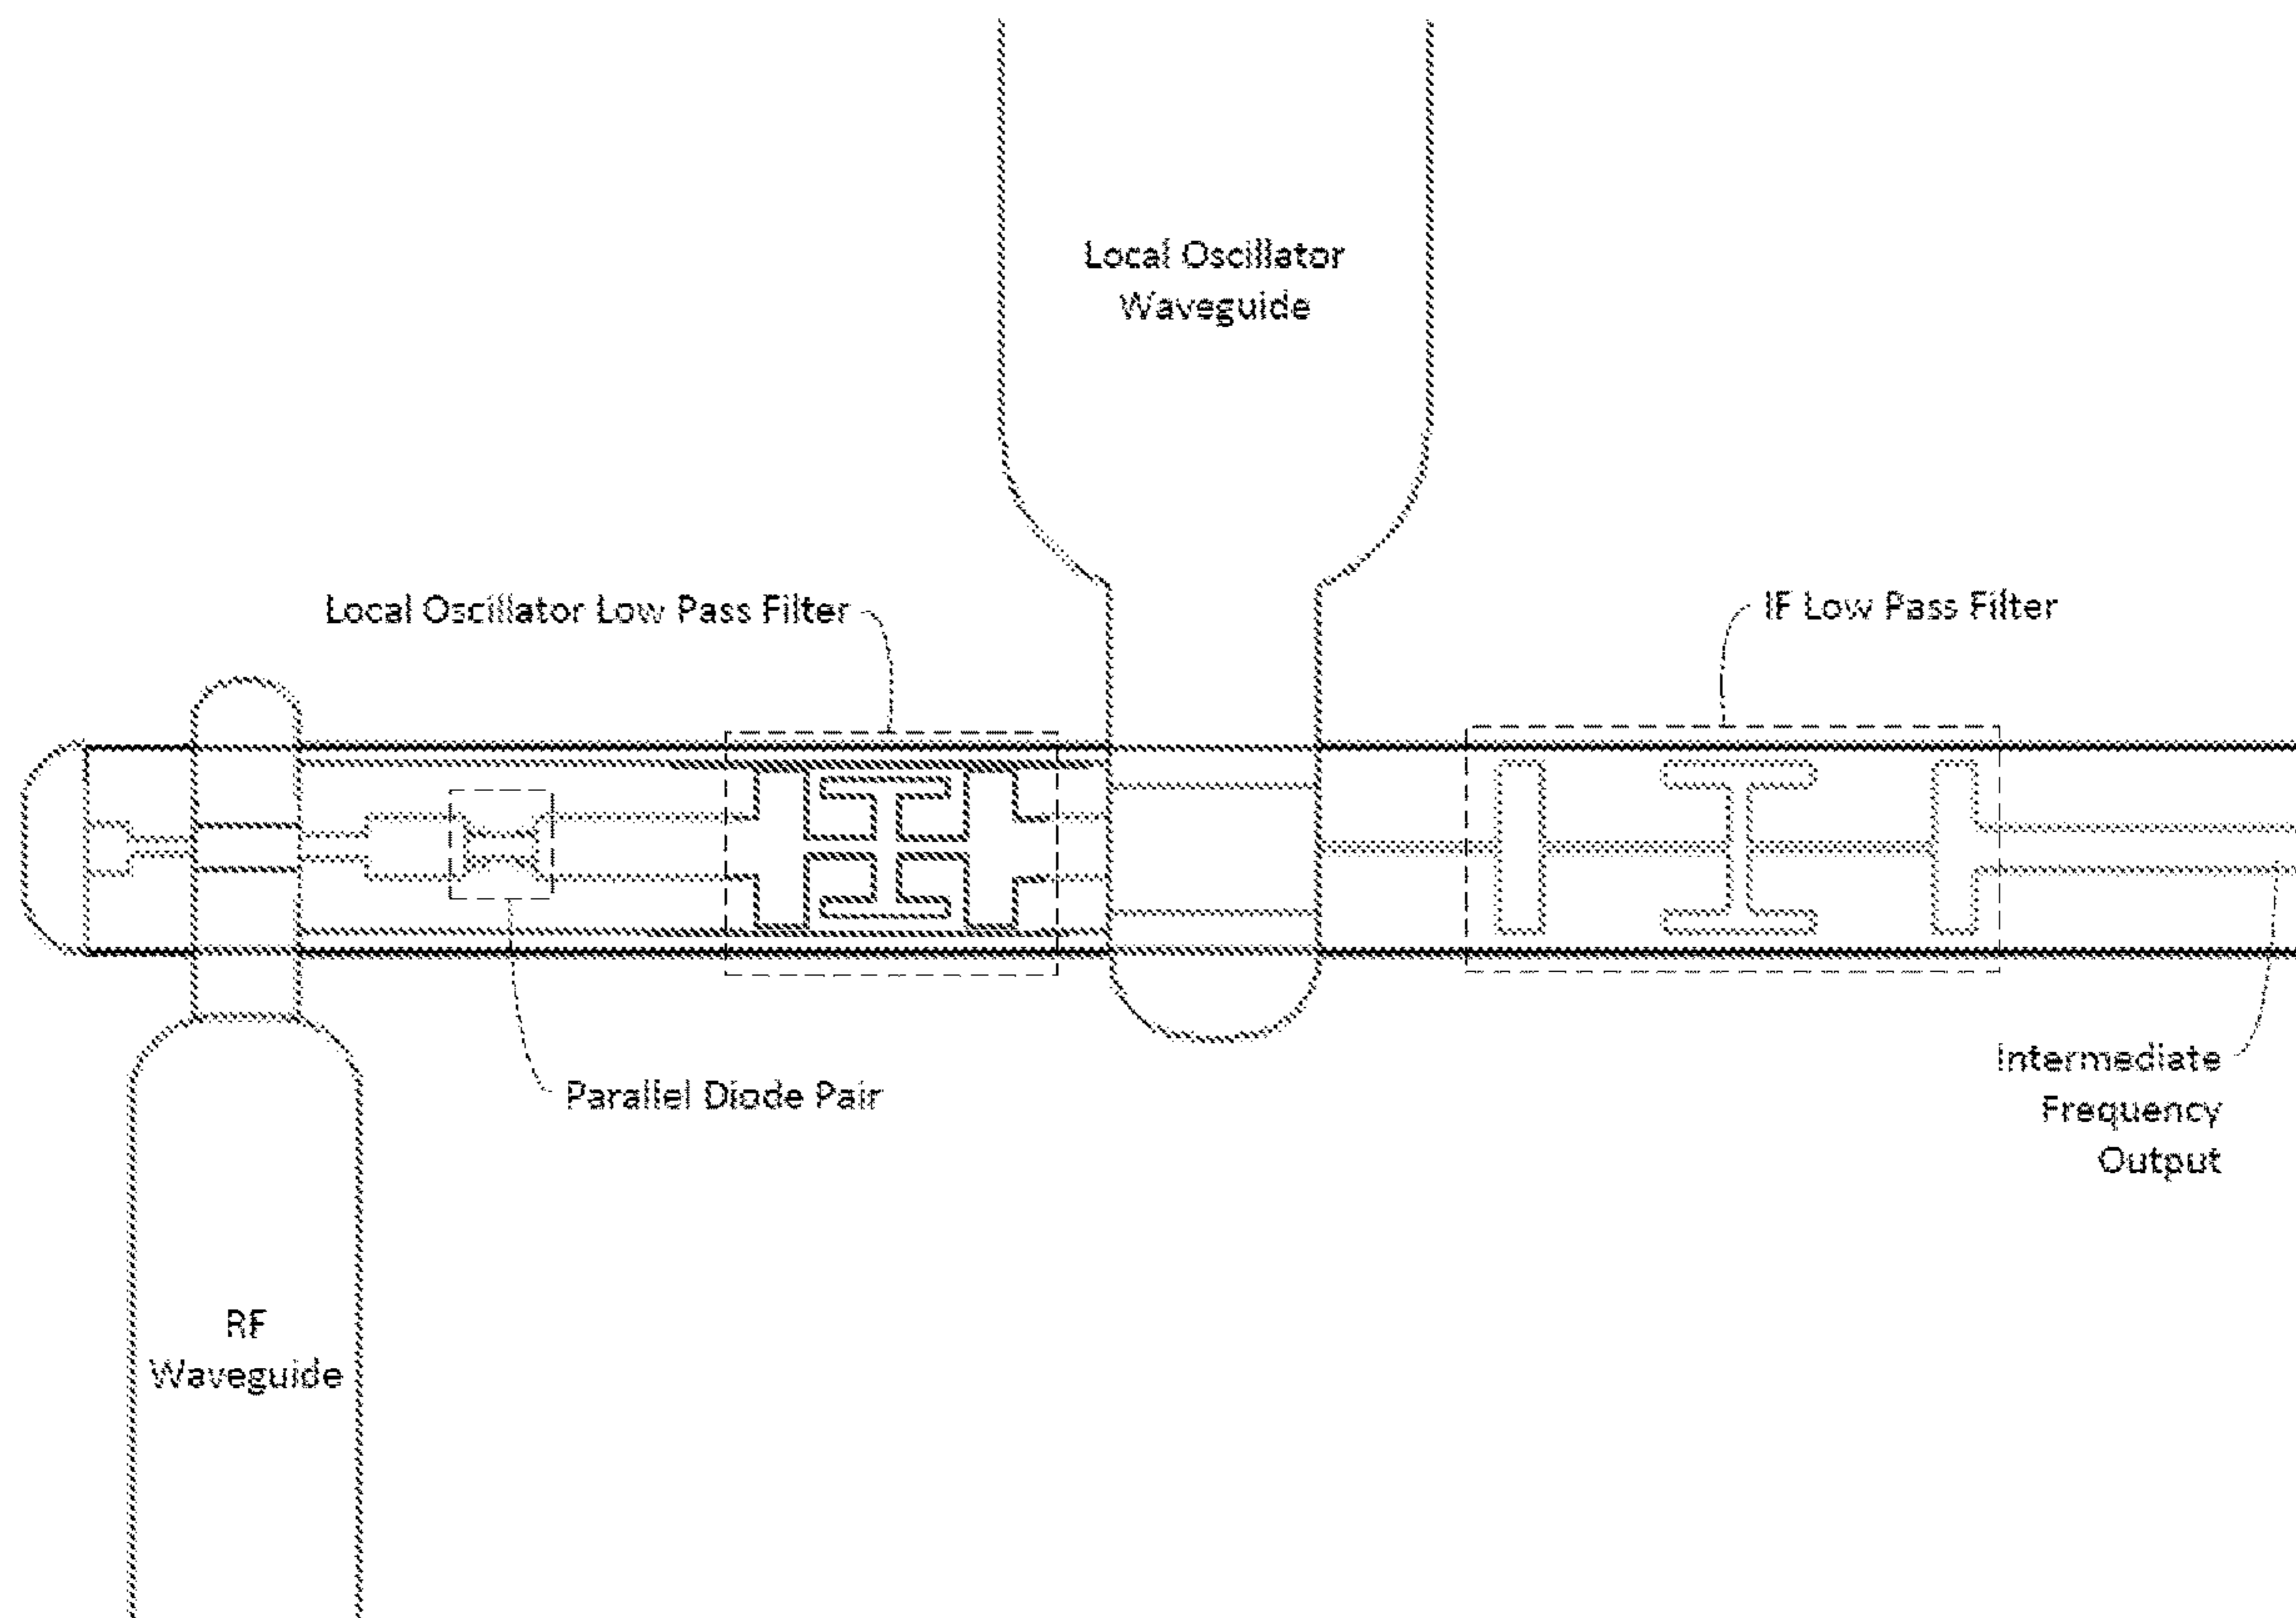 Local Oscillator
Waveguide
Local Oscillator Low Pass Filter
IF Low Pass Filter
Parallel Diode Pair
Intermediate
Frequency
Output
RF
Waveguide